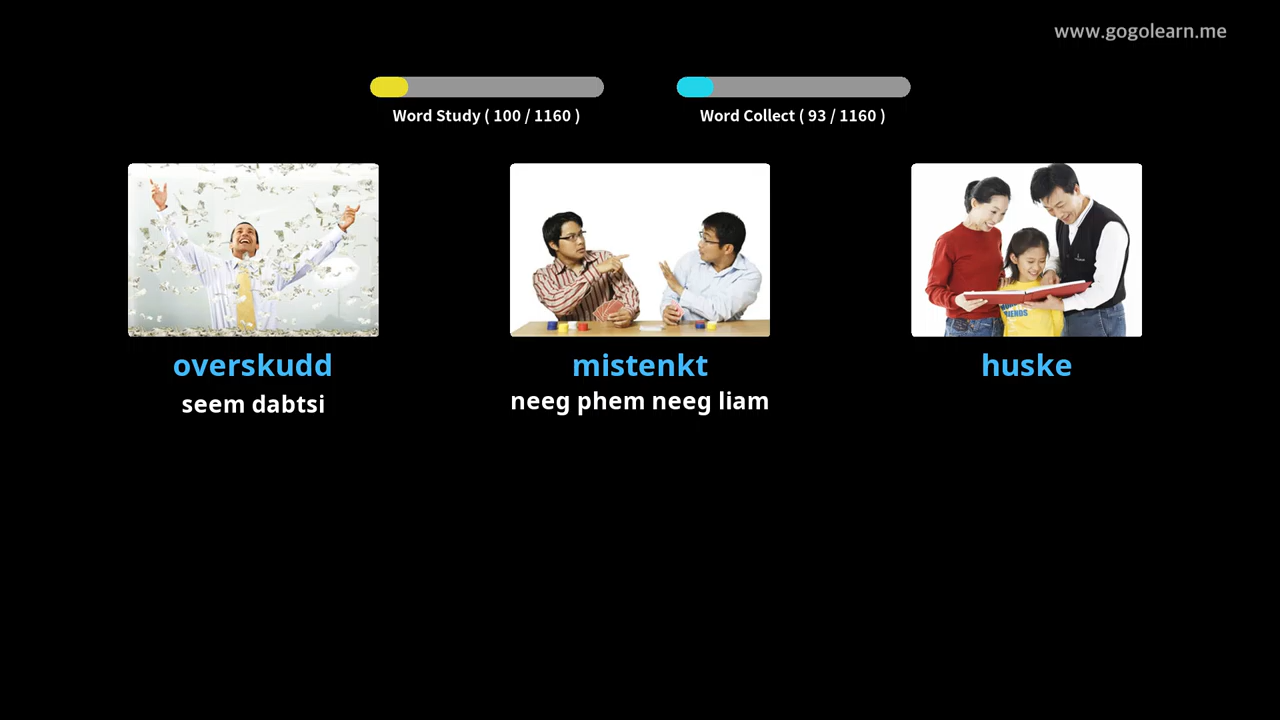 www.gogolearn.me
Word Study ( 100 / 1160 )
Word Collect ( 93 / 1160 )
overskudd
mistenkt
huske
seem dabtsi
neeg phem neeg liam
FRIENDS